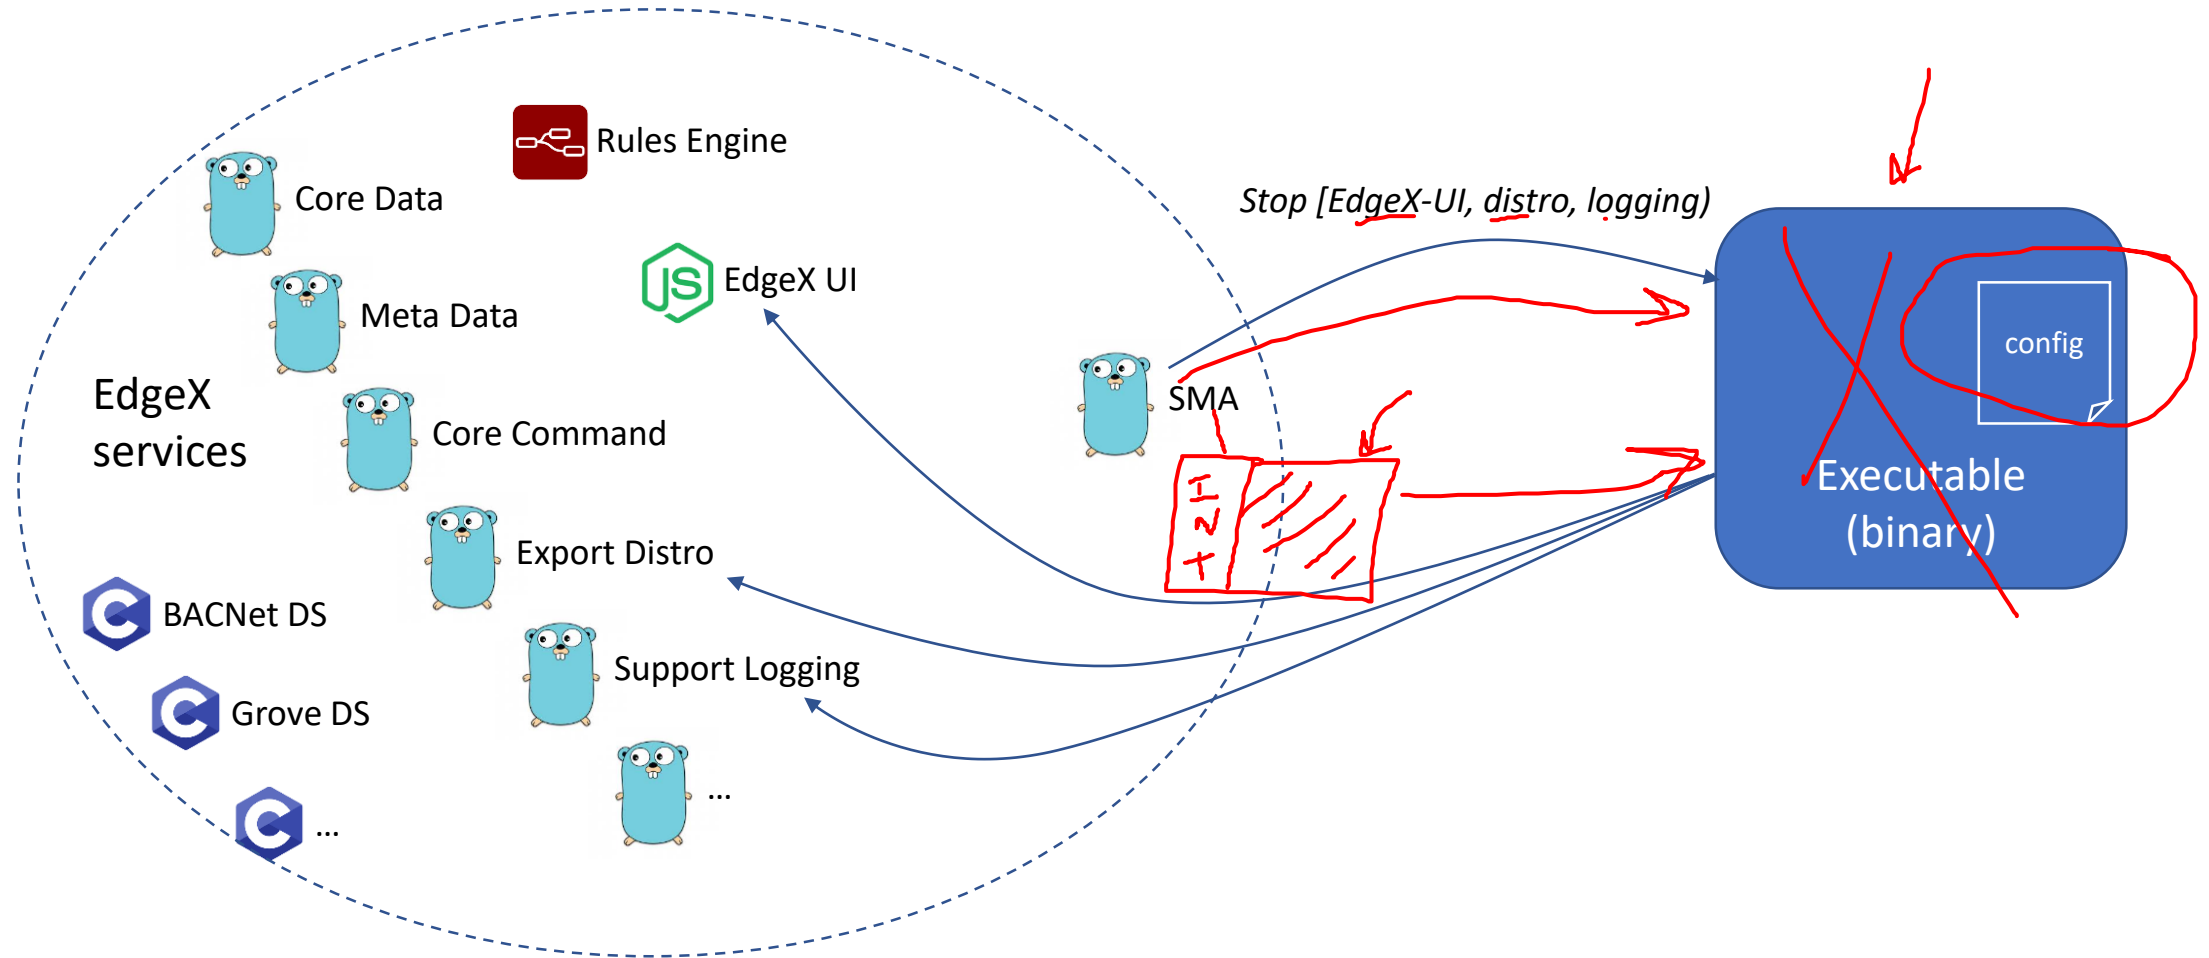 Rules Engine
Core Data
Stop [EdgeX-UI, distro, logging)
JS
EdgeX UI
Meta Data
config
SMA
EdgeX
services
Core Command
Executable
(binary)
INT
Export Distro
C
BACNet DS
Support Logging
C
Grove DS
...
C
...